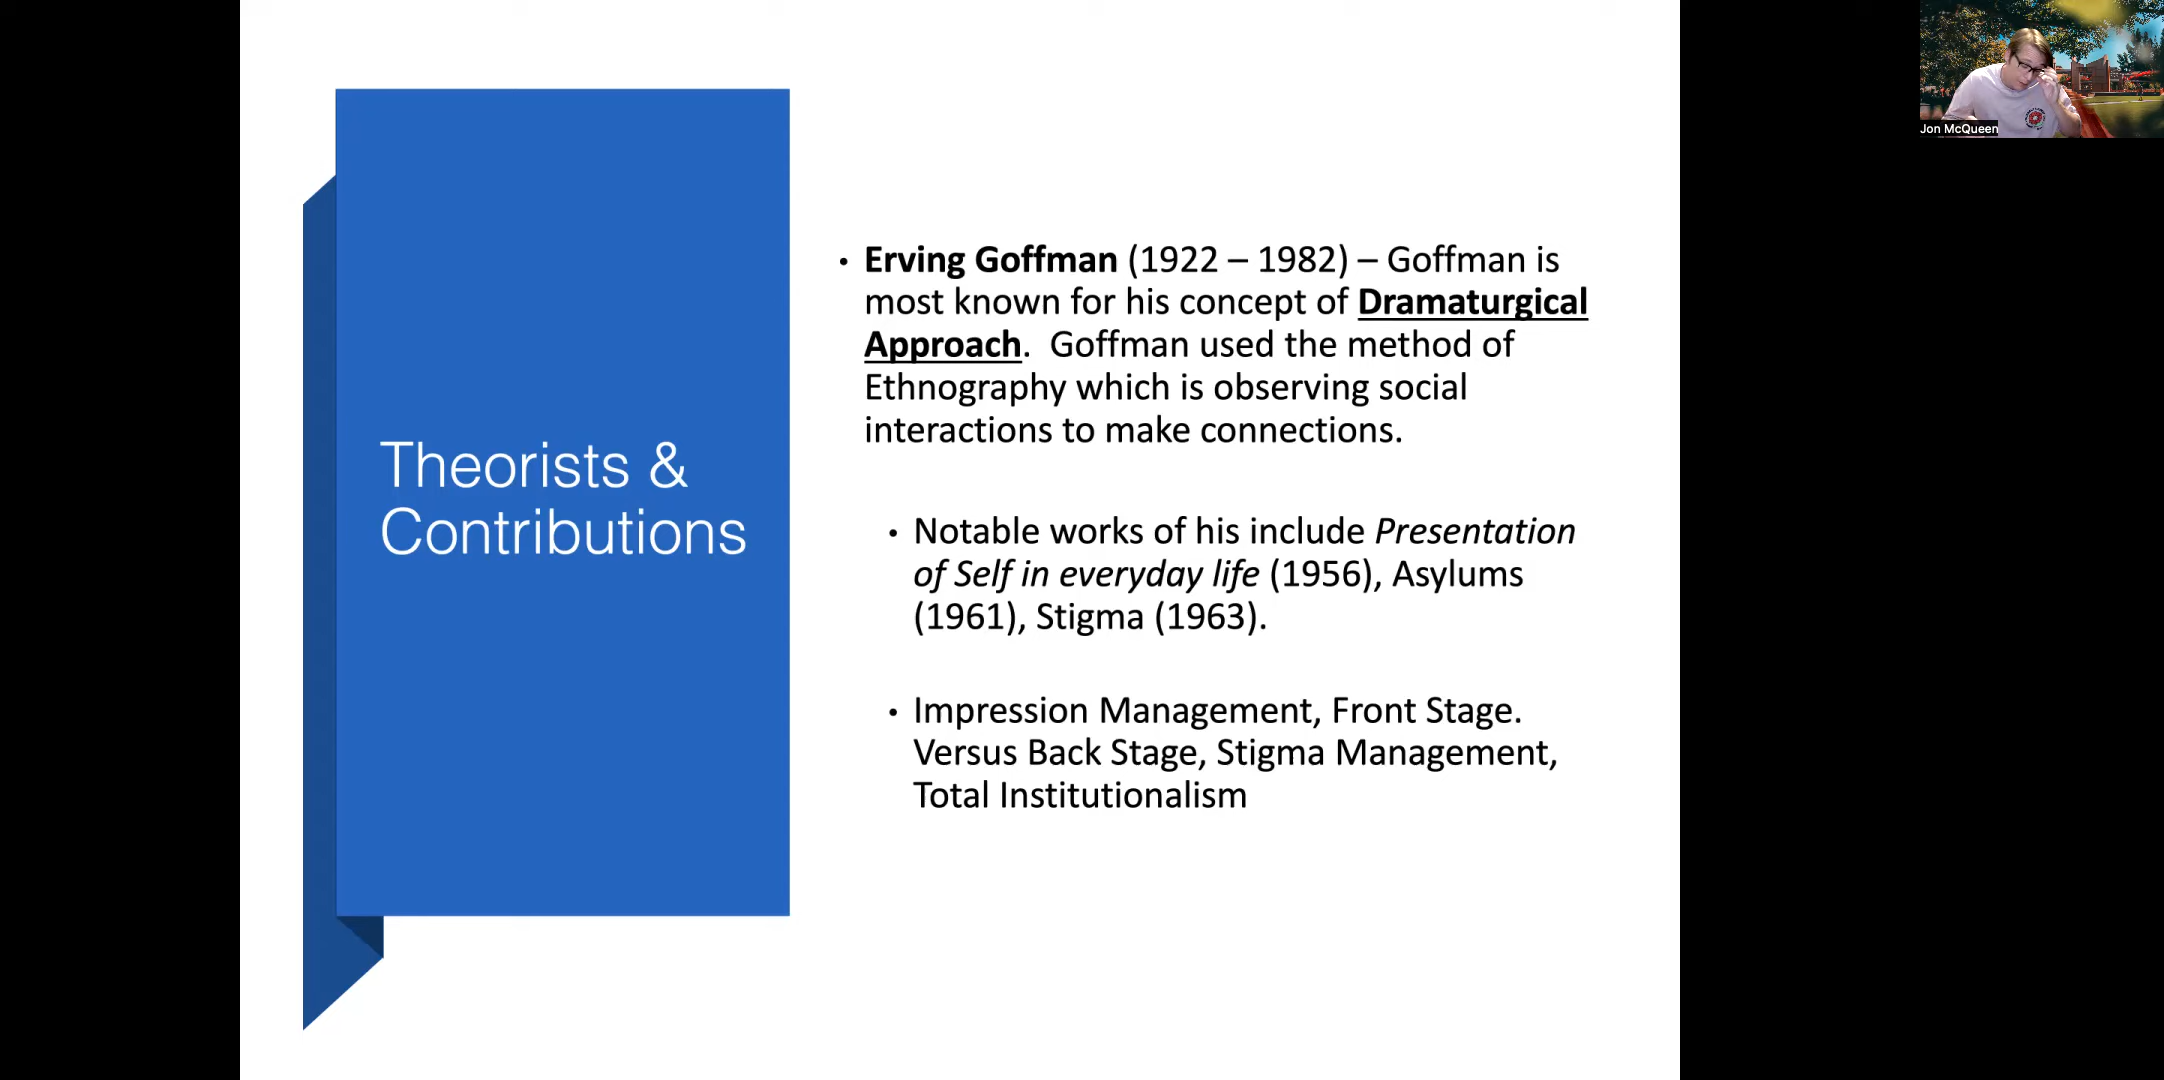 Jon McQueen
Theorists &
Contributions
• Erving Goffman (1922 – 1982) – Goffman is
most known for his concept of Dramaturgical
Approach.  Goffman used the method of
Ethnography which is observing social
interactions to make connections.
• Notable works of his include Presentation
of Self in everyday life (1956), Asylums
(1961), Stigma (1963).
• Impression Management, Front Stage.
Versus Back Stage, Stigma Management,
Total Institutionalism